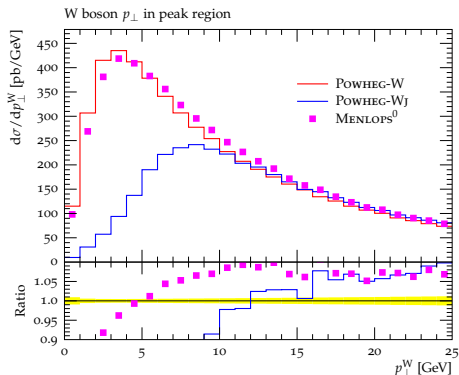 W boson p⊥ in peak region
dσ/dp⊥^W [pb/GeV]
450
400
350
300
250
200
150
100
50
0
Powheg-W
Powheg-Wj
Menlops⁰
Ratio
1.05
1.0
0.95
0.9
0 5 10 15 20 25
p⊥^W [GeV]